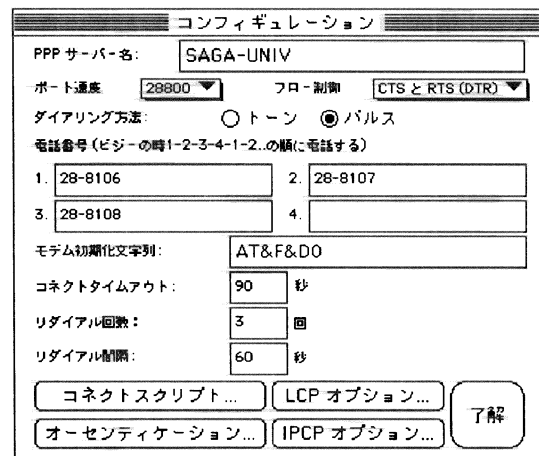 コンフィギュレーション
PPP サーバー名: SAGA-UNIV
ポート速度 28800 フロー制御 CTS と RTS (DTR)
ダイアリング方法: トーン パルス
電話番号 (ビジーの時1-2-3-4-1-2..の順に電話する)
1. 28-8106 2. 28-8107
3. 28-8108 4.
モデム初期化文字列: AT&F&D0
コネクトタイムアウト: 90 秒
リダイアル回数: 3 回
リダイアル間隔: 60 秒
コネクトスクリプト... LCP オプション... 了解
オーセンティケーション... IPCP オプション...